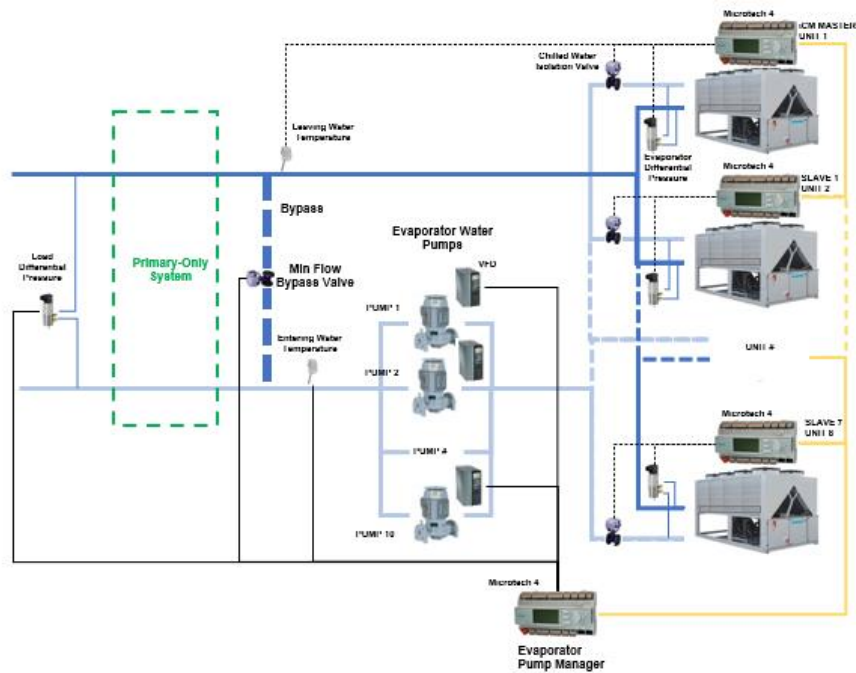 Microtech 4
iCM MASTER
UNIT 1
Chilled Water
Isolation Valve
Leaving Water
Temperature
Evaporator
Differential
Pressure
Microtech 4
SLAVE 1
UNIT 2
Bypass
Evaporator Water
Pumps
Load
Differential
Pressure
Primary-Only
System
Min Flow
Bypass Valve
VFD
PUMP 1
Entering Water
Temperature
PUMP 2
UNIT #
PUMP #
Microtech 4
SLAVE 7
UNIT 8
PUMP 10
Microtech 4
Evaporator
Pump Manager